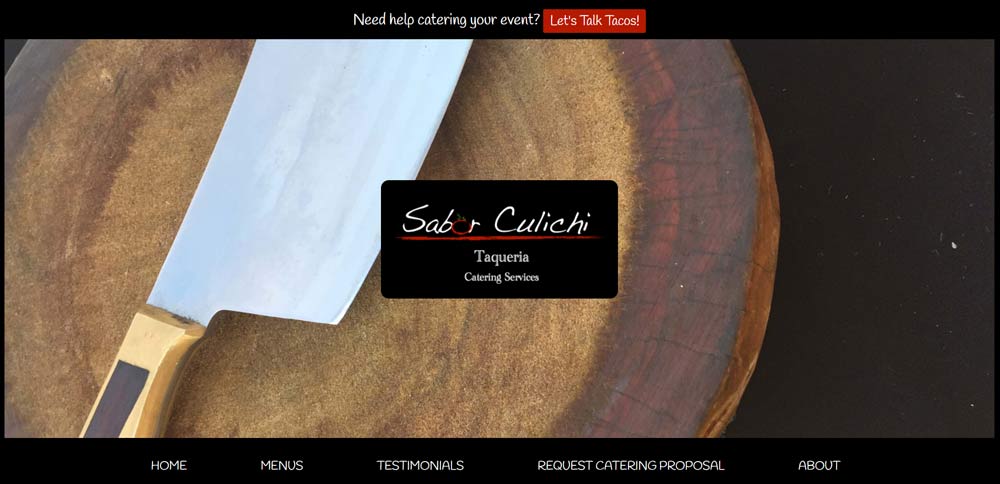 Need help catering your event? Let's Talk Tacos!
Sabor Culichi
Taqueria
Catering Services
HOME MENUS TESTIMONIALS REQUEST CATERING PROPOSAL ABOUT